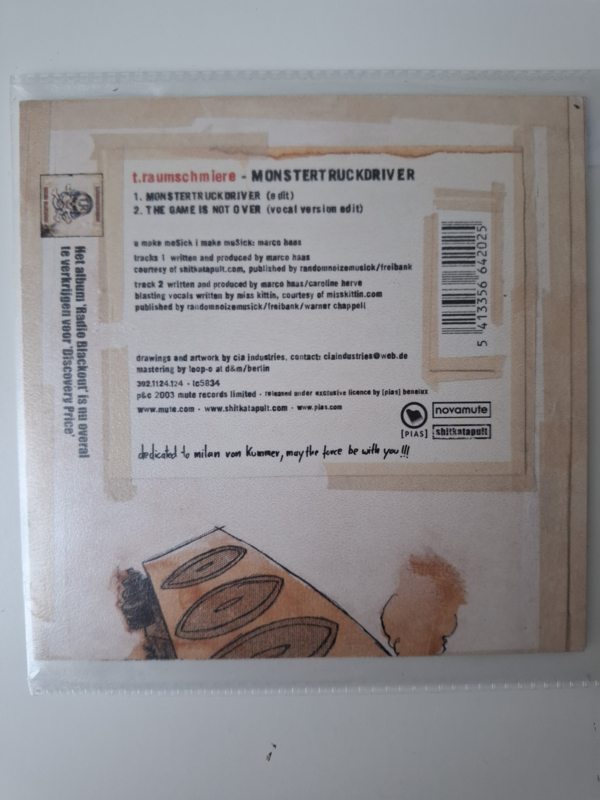 t.raumschmiere - MONSTERTRUCKDRIVER
1. MONSTERTRUCKDRIVER (edit)
2. THE GAME IS NOT OVER (vocal version edit)
u make meSick i make muSick: marco haas
tracks 1 written and produced by marco haas
courtesy of shitkatapult.com, published by randomnoizemusick/freibank
track 2 written and produced by marco haas/caroline herve
blasting vocals written by miss kittin, courtesy of misskittin.com
published by randomnoizemusick/freibank/warner chappell
drawings and artwork by cia industries, contact: ciaindustries@web.de
mastering by loop-o at d&m/berlin
392.1124.124 - lc5834
p&c 2003 mute records limited - released under exclusive licence by [pias] benelux
www.mute.com - www.shitkatapult.com - www.pias.com
dedicated to milan von Kummer, may the force be with you!!!
[PIAS]
novamute
shitkatapult
5 413356 642025
Het album 'Radio Blackout' is nu overal
te verkrijgen voor 'Discovery Price'